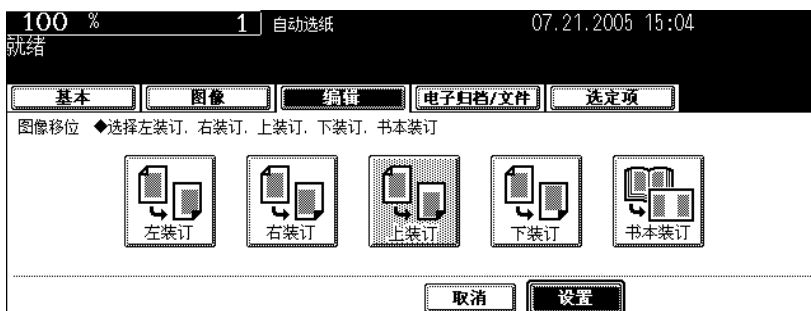 100 % 1 自动选纸 07.21.2005 15:04
就绪
基本 图像 编辑 电子归档/文件 选定项
图像移位 ◆选择左装订, 右装订, 上装订, 下装订, 书本装订
左装订 右装订 上装订 下装订 书本装订
取消 设置